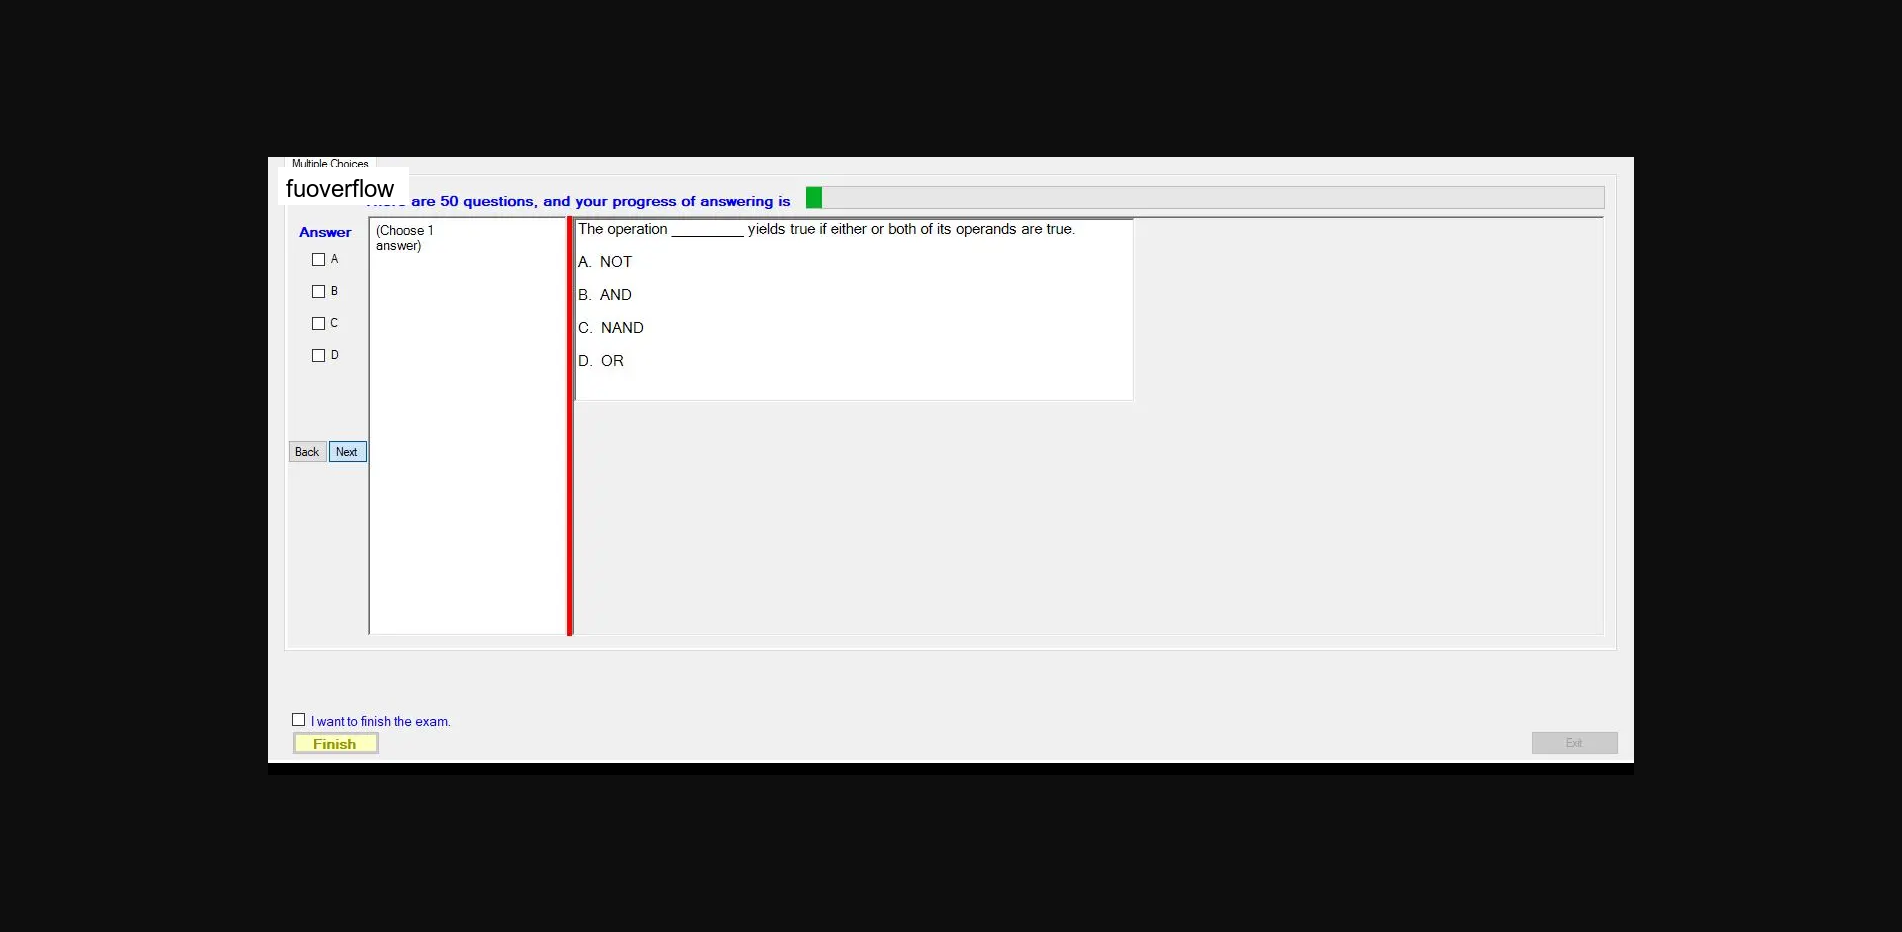 Multiple Choices
fuoverflow
are 50 questions, and your progress of answering is
Answer
(Choose 1
answer)
A
B
C
D
The operation _________ yields true if either or both of its operands are true.
A. NOT
B. AND
C. NAND
D. OR
Back Next
I want to finish the exam.
Finish
Exit